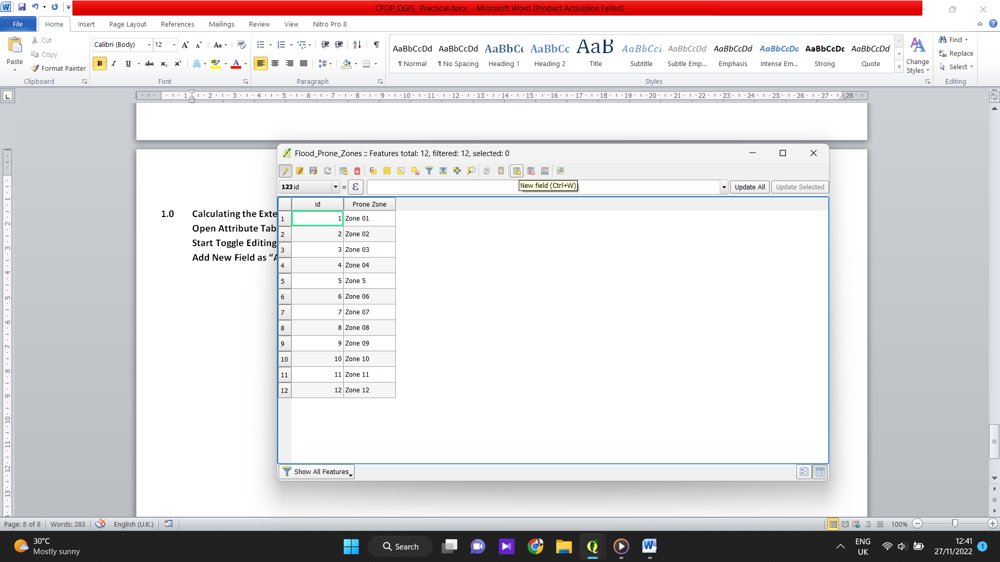 CPDP_QGIS_ Practical.docx - Microsoft Word (Product Activation Failed)
File Home Insert Page Layout References Mailings Review View Nitro Pro 8
Paste
Cut
Copy
Format Painter
Clipboard
Calibri (Body) 12
Font
Paragraph
AaBbCcDd AaBbCcDd AaBbCc AaBbCc AaB AaBbCcl AaBbCcDd AaBbCcDd AaBbCcDd AaBbCcDc AaBbCcDd
¶ Normal ¶ No Spacing Heading 1 Heading 2 Title Subtitle Subtle Emp... Emphasis Intense Em... Strong Quote
Styles
Change Styles
Find
Replace
Select
Editing
1 1 2 3 4 5 6 7 8 9 10 11 12 13 14 15 16 17 18 19 20 21 22 23 24 25 26 27 28
1.0 Calculating the Exte
Open Attribute Tab
Start Toggle Editing
Add New Field as “A
Flood_Prone_Zones :: Features total: 12, filtered: 12, selected: 0
New field (Ctrl+W)
123 id = ε Update All Update Selected
id Prone Zone
1 1 Zone 01
2 2 Zone 02
3 3 Zone 03
4 4 Zone 04
5 5 Zone 5
6 6 Zone 06
7 7 Zone 07
8 8 Zone 08
9 9 Zone 09
10 10 Zone 10
11 11 Zone 11
12 12 Zone 12
Show All Features
Page: 8 of 8 Words: 283 English (U.K.) 100%
30°C
Mostly sunny
Search
ENG
UK
12:41
27/11/2022
1